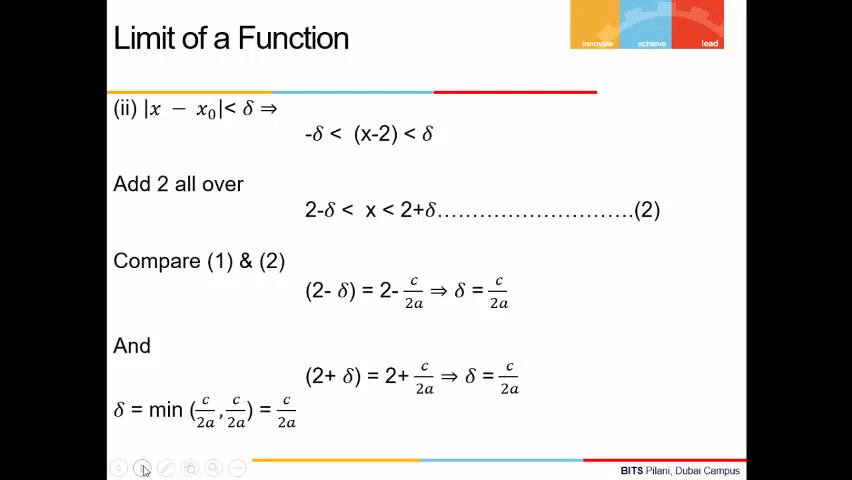 Limit of a Function
innovate achieve lead
(ii) |𝑥 − 𝑥₀|< 𝛿 ⇒
-𝛿 < (x-2) < 𝛿
Add 2 all over
2-𝛿 < x < 2+𝛿............................(2)
Compare (1) & (2)
(2- 𝛿) = 2- 𝑐/2𝑎 ⇒ 𝛿 = 𝑐/2𝑎
And
(2+ 𝛿) = 2+ 𝑐/2𝑎 ⇒ 𝛿 = 𝑐/2𝑎
𝛿 = min (𝑐/2𝑎 , 𝑐/2𝑎) = 𝑐/2𝑎
BITS Pilani, Dubai Campus